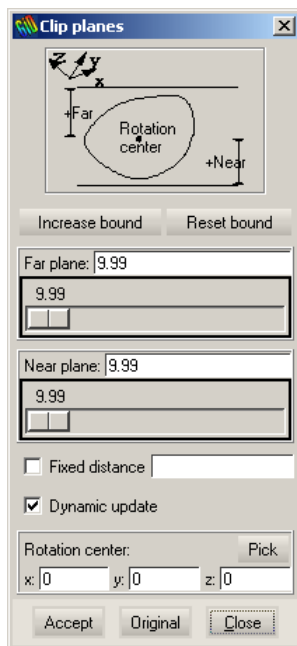 Clip planes
z y
x
+Far
Rotation
center
+Near
Increase bound Reset bound
Far plane: 9.99
9.99
Near plane: 9.99
9.99
Fixed distance
Dynamic update
Rotation center: Pick
x: 0 y: 0 z: 0
Accept Original Close